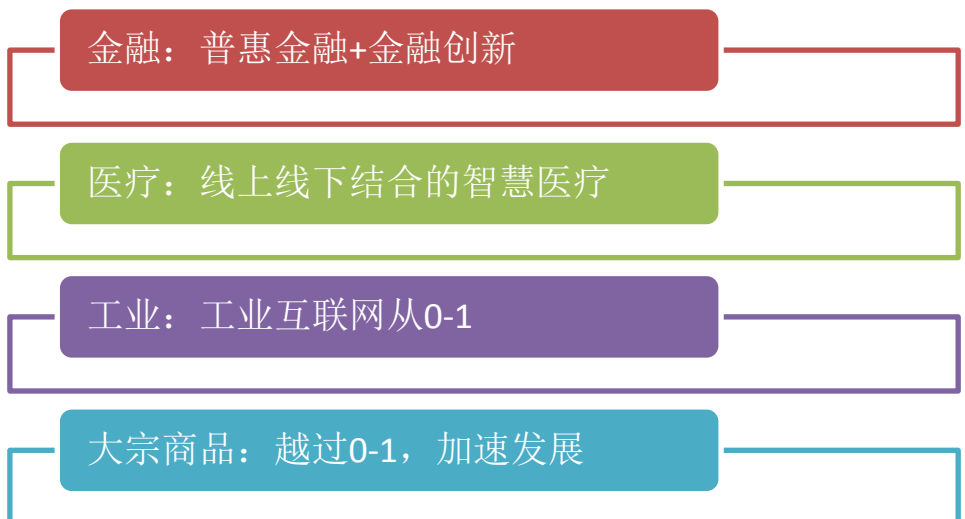 金融：普惠金融+金融创新
医疗：线上线下结合的智慧医疗
工业：工业互联网从0-1
大宗商品：越过0-1，加速发展